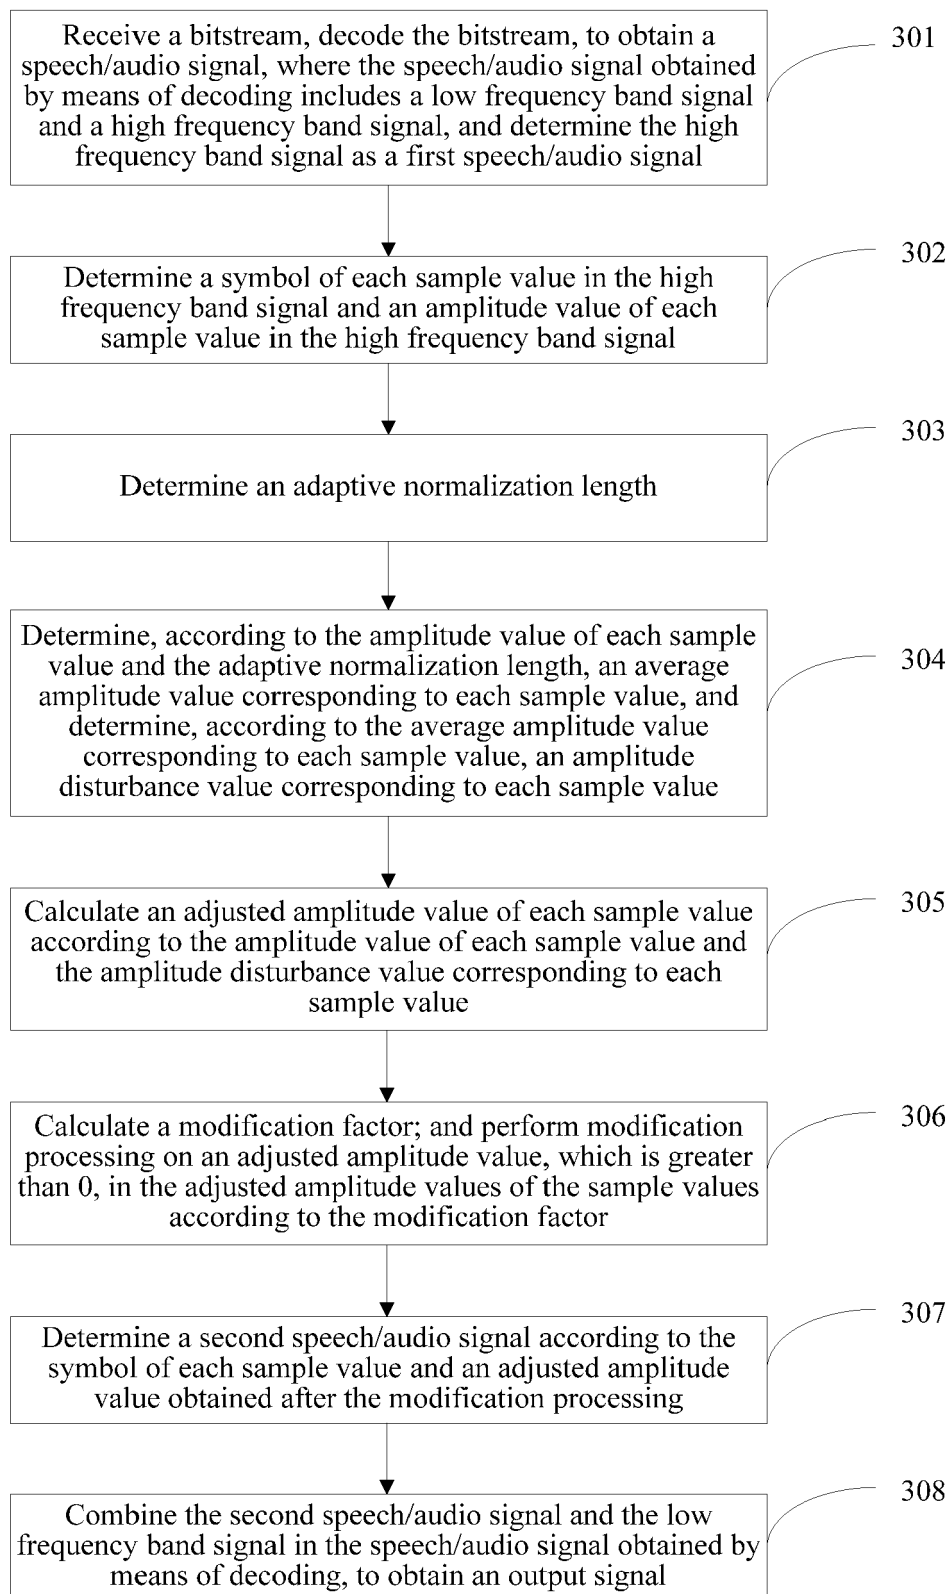 Receive a bitstream, decode the bitstream, to obtain a
speech/audio signal, where the speech/audio signal obtained
by means of decoding includes a low frequency band signal
and a high frequency band signal, and determine the high
frequency band signal as a first speech/audio signal
301
Determine a symbol of each sample value in the high
frequency band signal and an amplitude value of each
sample value in the high frequency band signal
302
Determine an adaptive normalization length
303
Determine, according to the amplitude value of each sample
value and the adaptive normalization length, an average
amplitude value corresponding to each sample value, and
determine, according to the average amplitude value
corresponding to each sample value, an amplitude
disturbance value corresponding to each sample value
304
Calculate an adjusted amplitude value of each sample value
according to the amplitude value of each sample value and
the amplitude disturbance value corresponding to each
sample value
305
Calculate a modification factor; and perform modification
processing on an adjusted amplitude value, which is greater
than 0, in the adjusted amplitude values of the sample values
according to the modification factor
306
Determine a second speech/audio signal according to the
symbol of each sample value and an adjusted amplitude
value obtained after the modification processing
307
Combine the second speech/audio signal and the low
frequency band signal in the speech/audio signal obtained by
means of decoding, to obtain an output signal
308